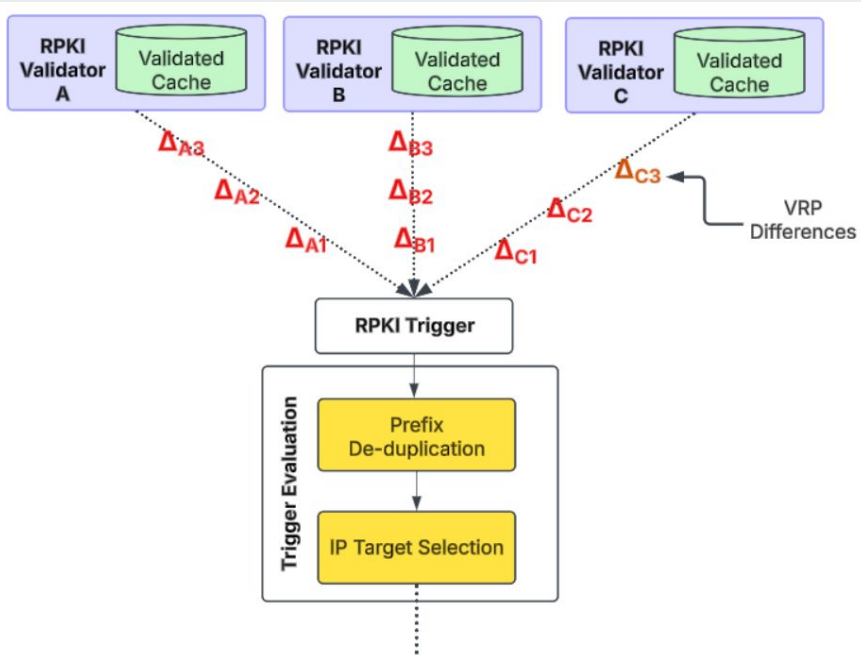 RPKI
Validator
A
Validated
Cache
RPKI
Validator
B
Validated
Cache
RPKI
Validator
C
Validated
Cache
ΔA3
ΔA2
ΔA1
ΔB3
ΔB2
ΔB1
ΔC3
ΔC2
ΔC1
VRP
Differences
RPKI Trigger
Trigger Evaluation
Prefix
De-duplication
IP Target Selection